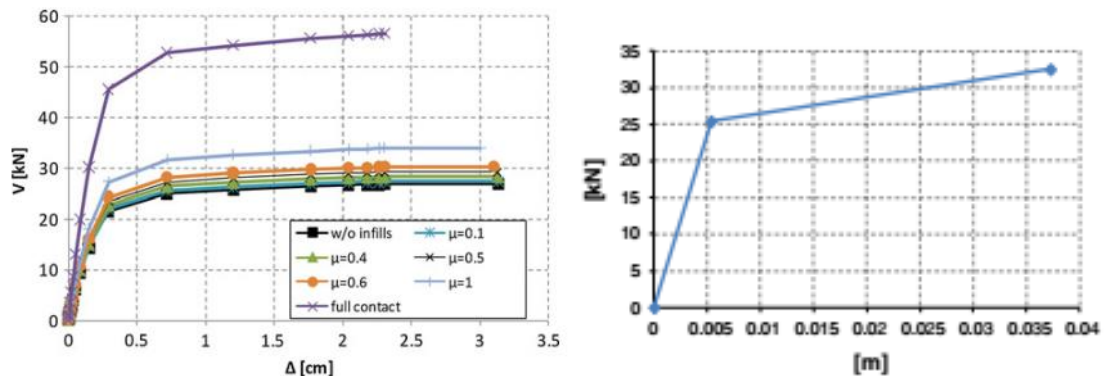 60
50
40
30
20
10
0
V [kN]
0 0.5 1 1.5 2 2.5 3 3.5
Δ [cm]
w/o infills μ=0.1
μ=0.4 μ=0.5
μ=0.6 μ=1
full contact
35
30
25
20
15
10
5
0
[kN]
0 0.005 0.01 0.015 0.02 0.025 0.03 0.035 0.04
[m]